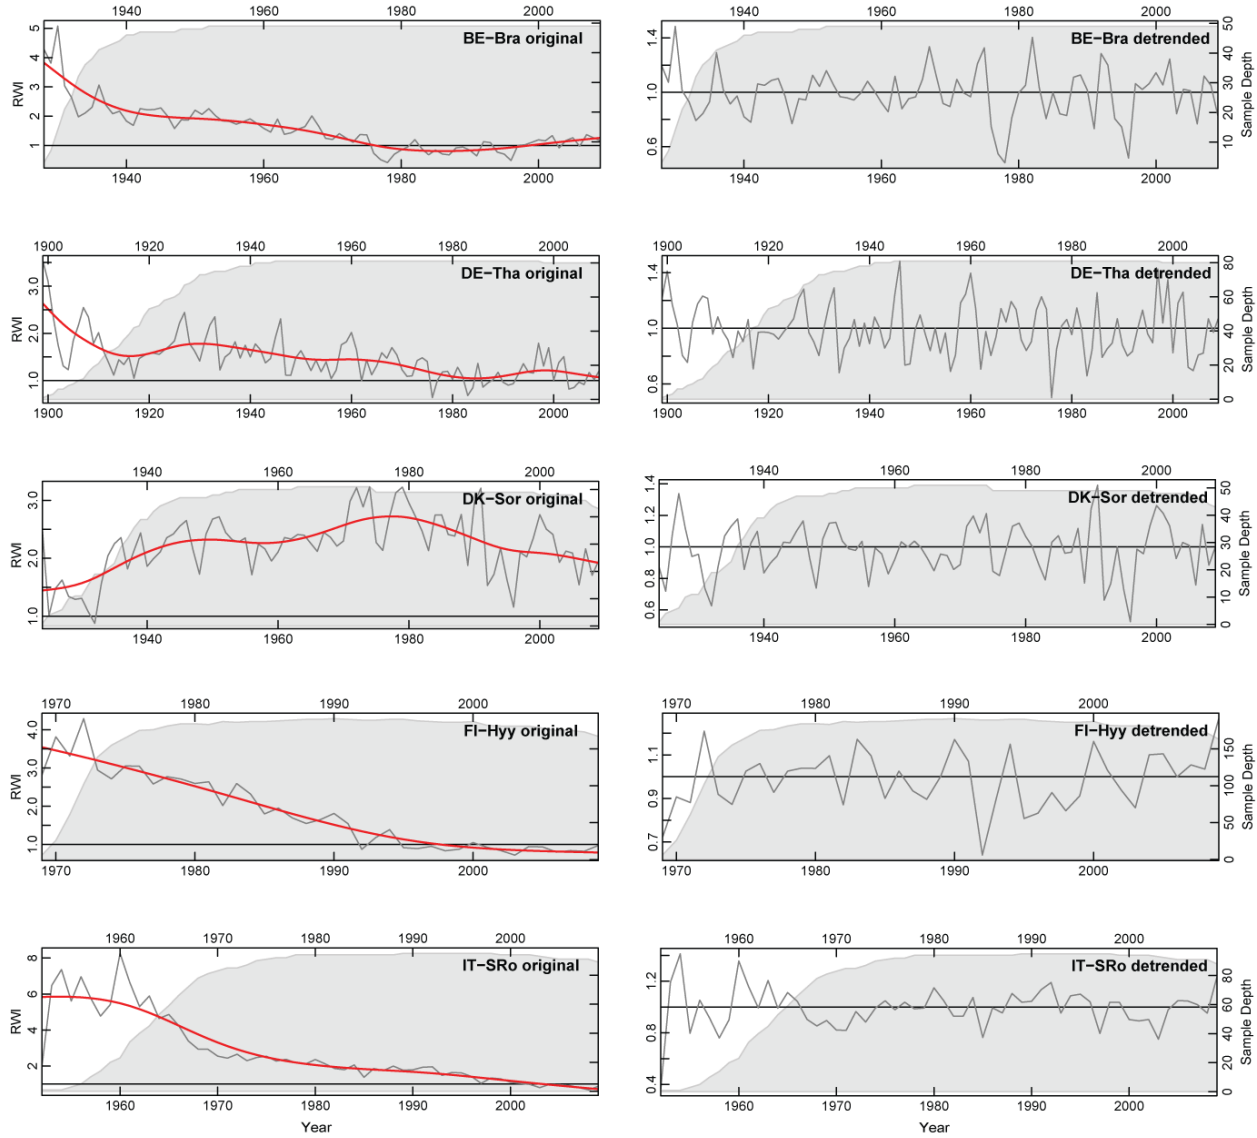 1940 1960 1980 2000
BE−Bra original
RWI
1 2 3 4 5
1940 1960 1980 2000
1940 1960 1980 2000
BE−Bra detrended
0.6 1.0 1.4
10 20 30 40 50
Sample Depth
1940 1960 1980 2000
1900 1920 1940 1960 1980 2000
DE−Tha original
RWI
1.0 2.0 3.0
1900 1920 1940 1960 1980 2000
1900 1920 1940 1960 1980 2000
DE−Tha detrended
0.6 1.0 1.4
0 20 40 60 80
Sample Depth
1900 1920 1940 1960 1980 2000
1940 1960 1980 2000
DK−Sor original
RWI
1.0 2.0 3.0
1940 1960 1980 2000
1940 1960 1980 2000
DK−Sor detrended
0.6 0.8 1.0 1.2 1.4
0 10 20 30 40 50
Sample Depth
1940 1960 1980 2000
1970 1980 1990 2000
FI−Hyy original
RWI
1.0 2.0 3.0 4.0
1970 1980 1990 2000
1970 1980 1990 2000
FI−Hyy detrended
0.7 0.9 1.1
0 50 100 150
Sample Depth
1970 1980 1990 2000
1960 1970 1980 1990 2000
IT−SRo original
RWI
2 4 6 8
1960 1970 1980 1990 2000
Year
1960 1970 1980 1990 2000
IT−SRo detrended
0.4 0.8 1.2
0 20 40 60 80
Sample Depth
1960 1970 1980 1990 2000
Year